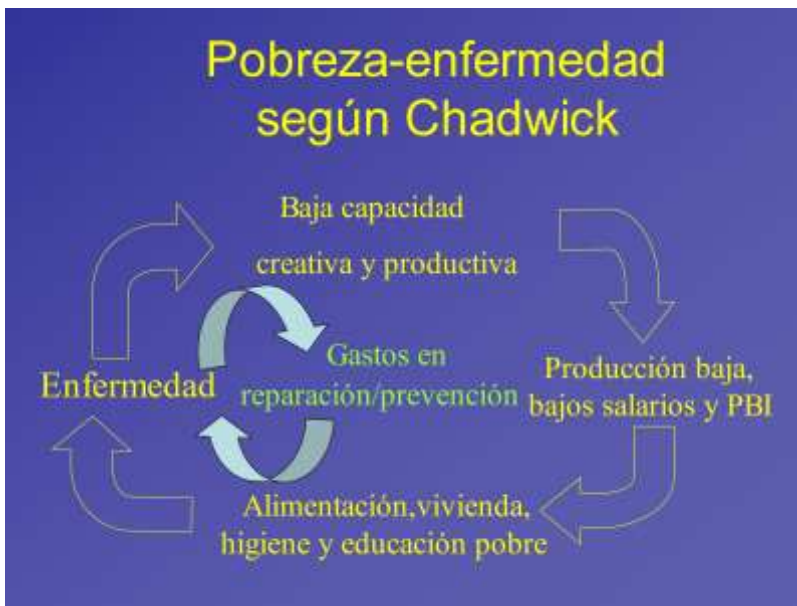 Pobreza-enfermedad
según Chadwick
Baja capacidad
creativa y productiva
Gastos en
reparación/prevención
Enfermedad
Producción baja,
bajos salarios y PBI
Alimentación,vivienda,
higiene y educación pobre